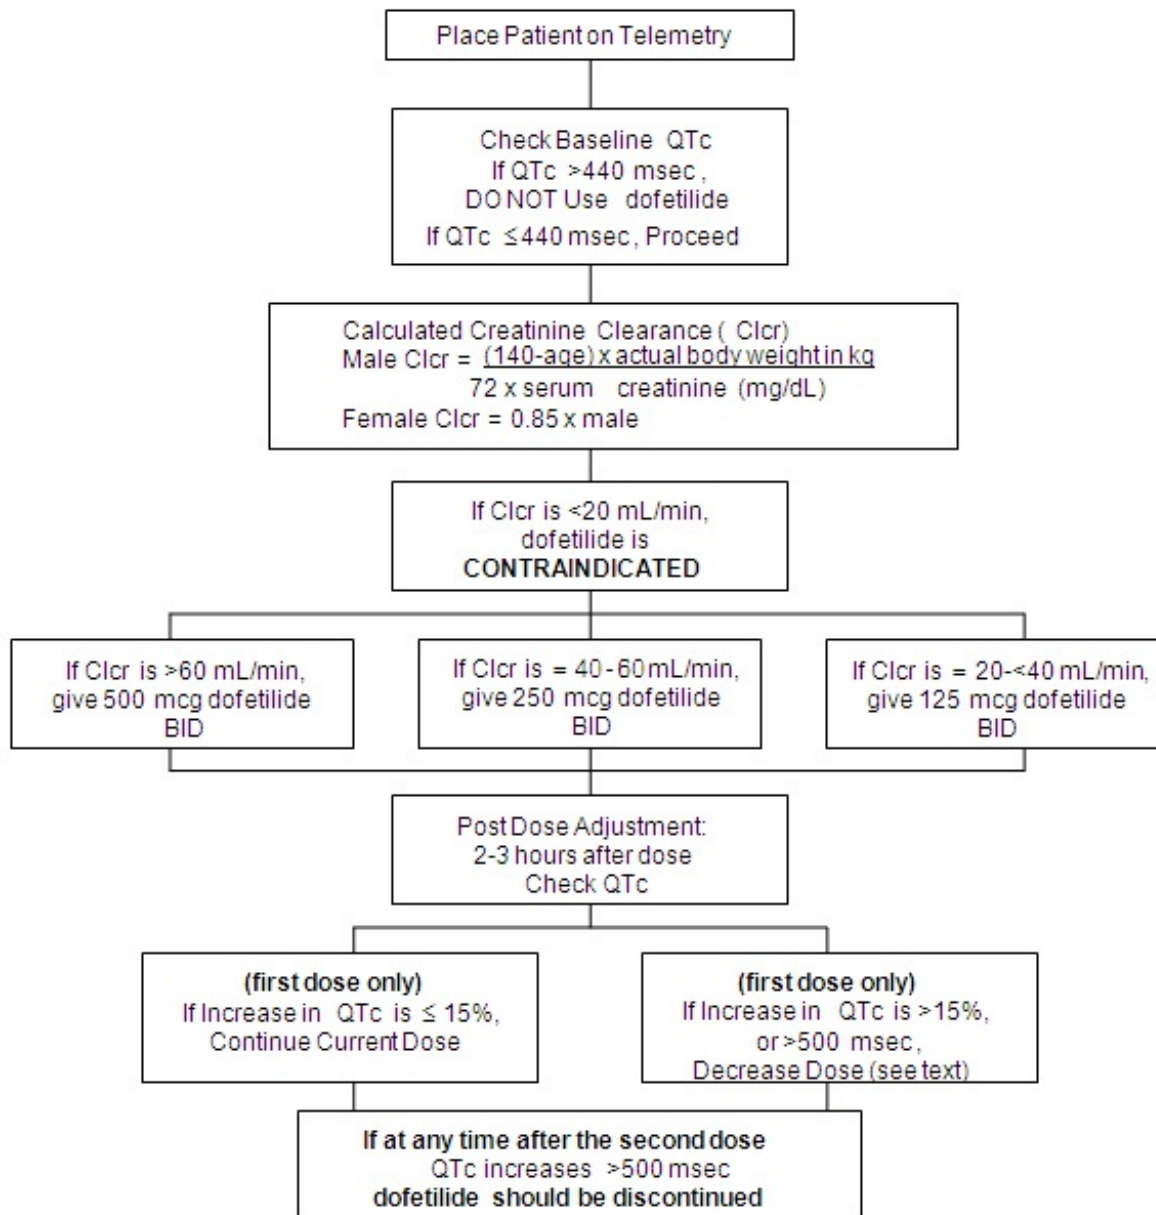 Place Patient on Telemetry
Check Baseline QTc
If QTc >440 msec,
DO NOT Use dofetilide
If QTc ≤440 msec, Proceed
Calculated Creatinine Clearance ( Clcr)
Male Clcr = (140-age) x actual body weight in kg
72 x serum creatinine (mg/dL)
Female Clcr = 0.85 x male
If Clcr is <20 mL/min,
dofetilide is
CONTRAINDICATED
If Clcr is >60 mL/min,
give 500 mcg dofetilide
BID
If Clcr is = 40-60 mL/min,
give 250 mcg dofetilide
BID
If Clcr is = 20-<40 mL/min,
give 125 mcg dofetilide
BID
Post Dose Adjustment:
2-3 hours after dose
Check QTc
(first dose only)
If Increase in QTc is ≤ 15%,
Continue Current Dose
(first dose only)
If Increase in QTc is >15%,
or >500 msec,
Decrease Dose (see text)
If at any time after the second dose
QTc increases >500 msec
dofetilide should be discontinued